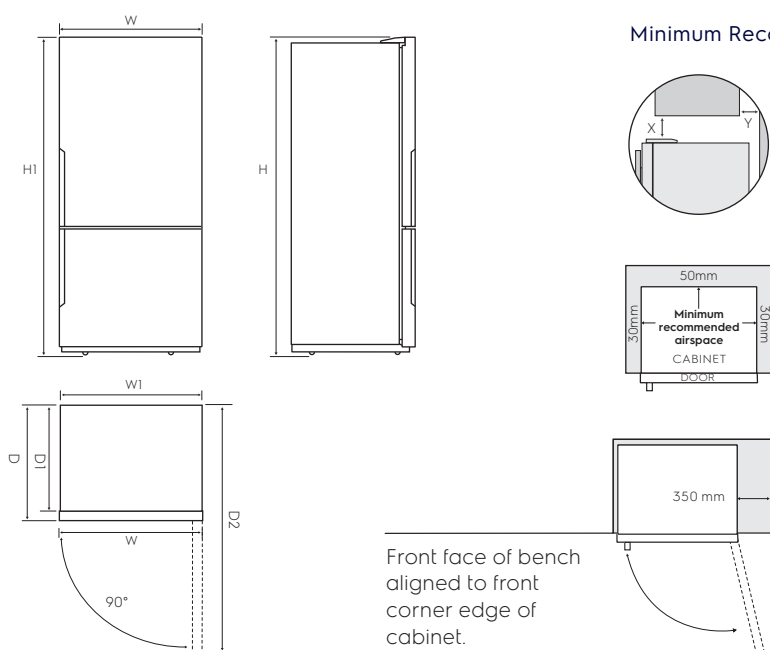 W
H1
H
Minimum Reco
X
Y
50mm
30mm
Minimum
recommended
airspace
30mm
CABINET
DOOR
W1
D
D1
D2
W
90°
350 mm
Front face of bench
aligned to front
corner edge of
cabinet.